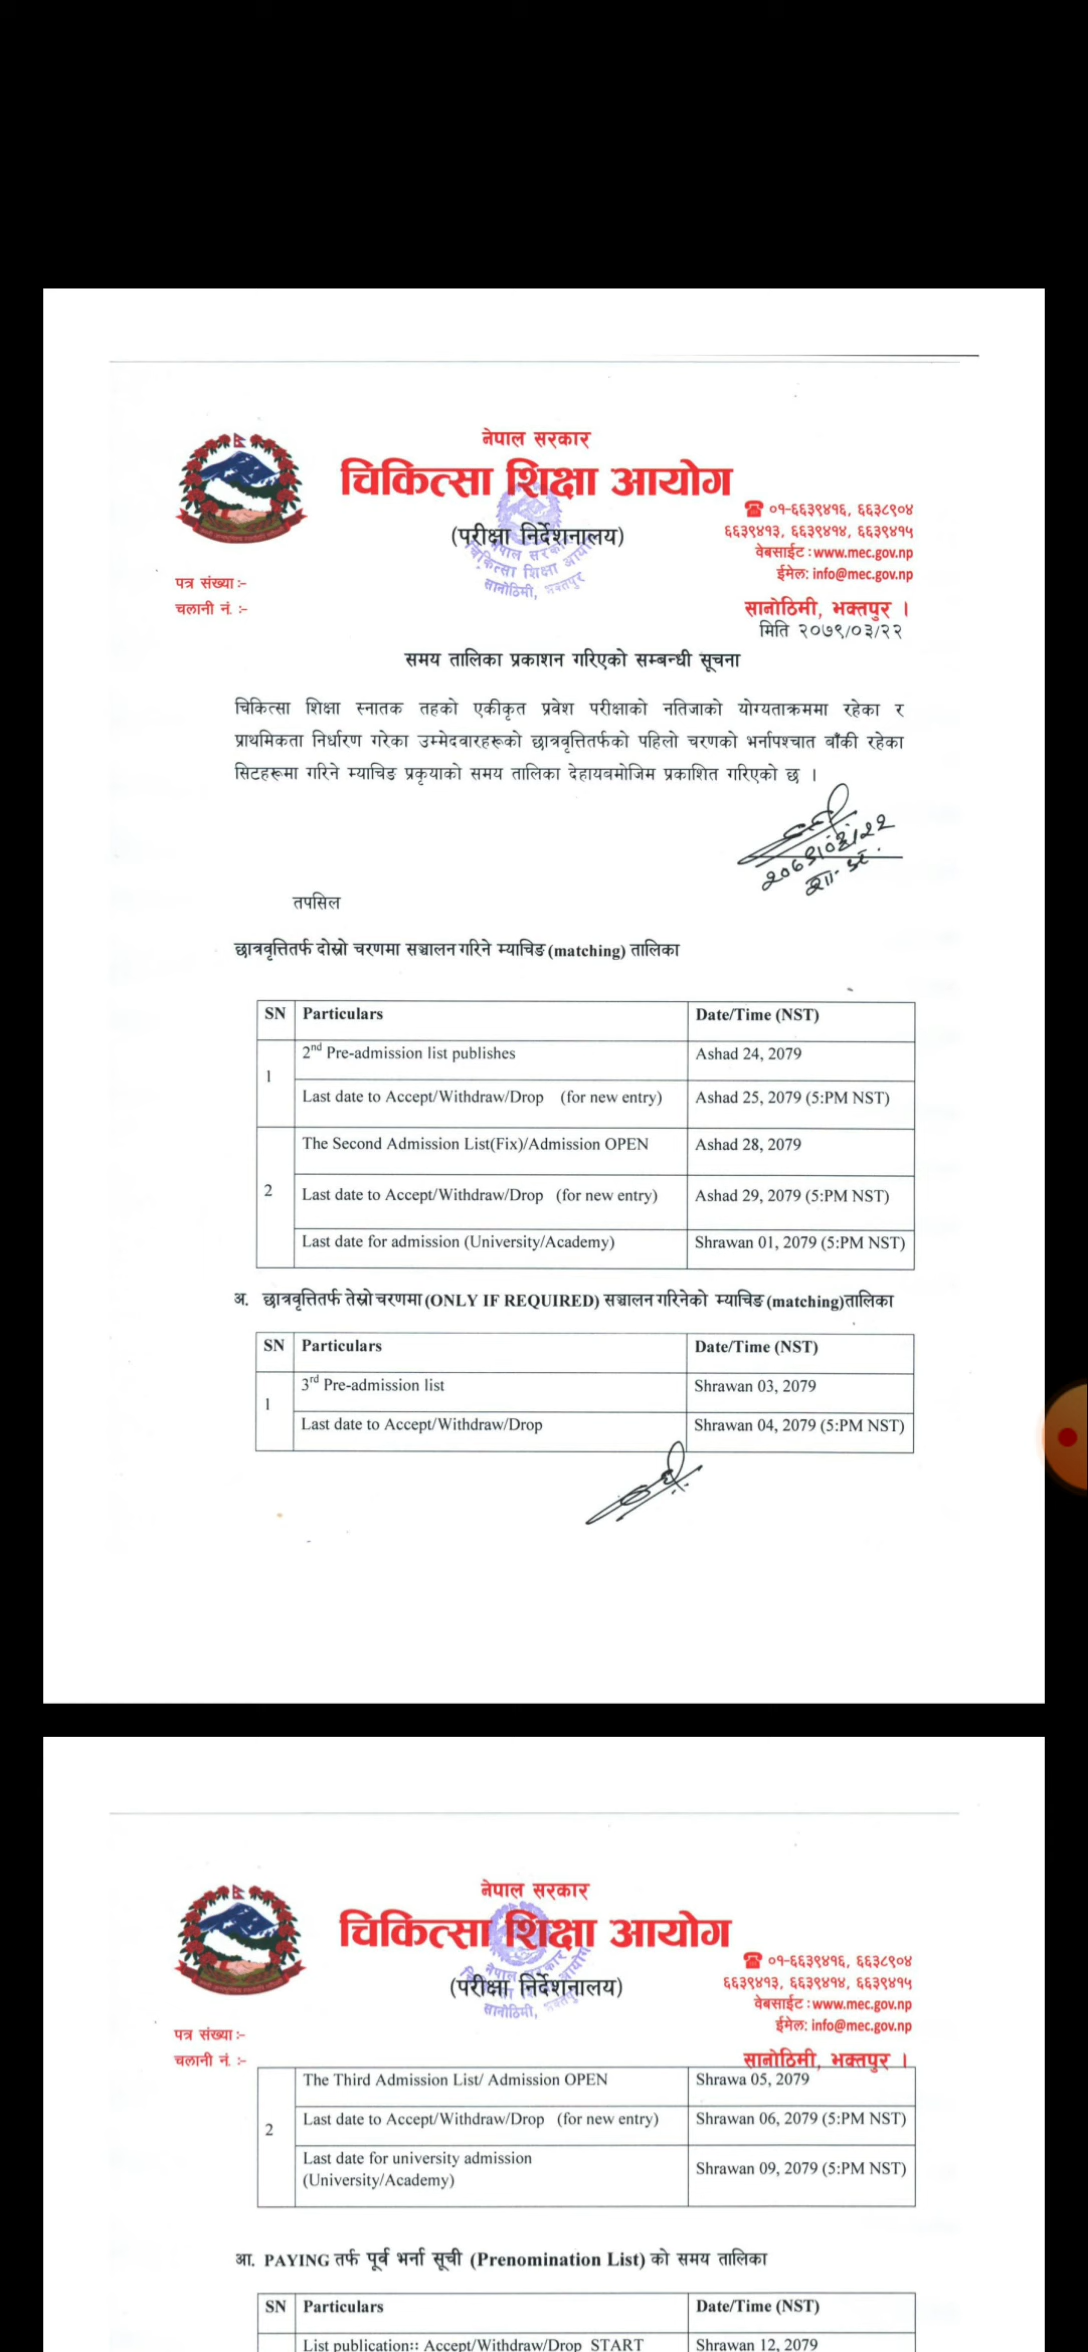 नेपाल सरकार
चिकित्सा शिक्षा आयोग
(परीक्षा निर्देशनालय)
☎ ०१-६६३९४१६, ६६३८९०४
६६३९४१३, ६६३९४१४, ६६३९४१५
वेबसाईट : www.mec.gov.np
ईमेल: info@mec.gov.np
नेपाल सरकार
चिकित्सा शिक्षा आयोग
सानोठिमी, भक्तपुर
पत्र संख्या :-
चलानी नं. :-
सानोठिमी, भक्तपुर ।
मिति २०७९/०३/२२
समय तालिका प्रकाशन गरिएको सम्बन्धी सूचना
चिकित्सा शिक्षा स्नातक तहको एकीकृत प्रवेश परीक्षाको नतिजाको योग्यताक्रममा रहेका र
प्राथमिकता निर्धारण गरेका उम्मेदवारहरूको छात्रवृत्तितर्फको पहिलो चरणको भर्नापश्चात बाँकी रहेका
सिटहरूमा गरिने म्याचिङ प्रकृयाको समय तालिका देहायबमोजिम प्रकाशित गरिएको छ ।
२०७९/०३/२२
तपसिल
छात्रवृत्तितर्फ दोस्रो चरणमा सञ्चालन गरिने म्याचिङ (matching) तालिका
SN Particulars Date/Time (NST)
1 2nd Pre-admission list publishes Ashad 24, 2079
Last date to Accept/Withdraw/Drop (for new entry) Ashad 25, 2079 (5:PM NST)
2 The Second Admission List(Fix)/Admission OPEN Ashad 28, 2079
Last date to Accept/Withdraw/Drop (for new entry) Ashad 29, 2079 (5:PM NST)
Last date for admission (University/Academy) Shrawan 01, 2079 (5:PM NST)
अ. छात्रवृत्तितर्फ तेस्रो चरणमा (ONLY IF REQUIRED) सञ्चालन गरिनेको म्याचिङ (matching)तालिका
SN Particulars Date/Time (NST)
1 3rd Pre-admission list Shrawan 03, 2079
Last date to Accept/Withdraw/Drop Shrawan 04, 2079 (5:PM NST)
नेपाल सरकार
चिकित्सा शिक्षा आयोग
(परीक्षा निर्देशनालय)
☎ ०१-६६३९४१६, ६६३८९०४
६६३९४१३, ६६३९४१४, ६६३९४१५
वेबसाईट : www.mec.gov.np
ईमेल: info@mec.gov.np
नेपाल सरकार
सानोठिमी,
पत्र संख्या :-
चलानी नं. :-
सानोठिमी, भक्तपुर ।
2 The Third Admission List/ Admission OPEN Shrawa 05, 2079
Last date to Accept/Withdraw/Drop (for new entry) Shrawan 06, 2079 (5:PM NST)
Last date for university admission
(University/Academy) Shrawan 09, 2079 (5:PM NST)
आ. PAYING तर्फ पूर्व भर्ना सूची (Prenomination List) को समय तालिका
SN Particulars Date/Time (NST)
List publication:: Accept/Withdraw/Drop START Shrawan 12, 2079